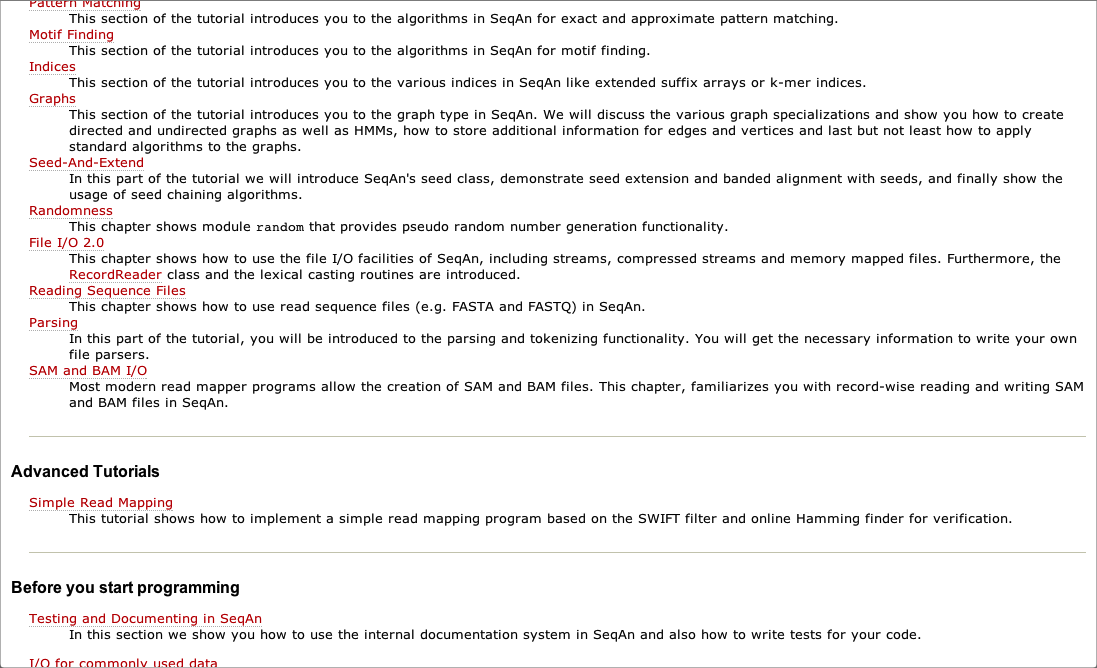 Pattern Matching
This section of the tutorial introduces you to the algorithms in SeqAn for exact and approximate pattern matching.
Motif Finding
This section of the tutorial introduces you to the algorithms in SeqAn for motif finding.
Indices
This section of the tutorial introduces you to the various indices in SeqAn like extended suffix arrays or k-mer indices.
Graphs
This section of the tutorial introduces you to the graph type in SeqAn. We will discuss the various graph specializations and show you how to create
directed and undirected graphs as well as HMMs, how to store additional information for edges and vertices and last but not least how to apply
standard algorithms to the graphs.
Seed-And-Extend
In this part of the tutorial we will introduce SeqAn's seed class, demonstrate seed extension and banded alignment with seeds, and finally show the
usage of seed chaining algorithms.
Randomness
This chapter shows module random that provides pseudo random number generation functionality.
File I/O 2.0
This chapter shows how to use the file I/O facilities of SeqAn, including streams, compressed streams and memory mapped files. Furthermore, the
RecordReader class and the lexical casting routines are introduced.
Reading Sequence Files
This chapter shows how to use read sequence files (e.g. FASTA and FASTQ) in SeqAn.
Parsing
In this part of the tutorial, you will be introduced to the parsing and tokenizing functionality. You will get the necessary information to write your own
file parsers.
SAM and BAM I/O
Most modern read mapper programs allow the creation of SAM and BAM files. This chapter, familiarizes you with record-wise reading and writing SAM
and BAM files in SeqAn.
Advanced Tutorials
Simple Read Mapping
This tutorial shows how to implement a simple read mapping program based on the SWIFT filter and online Hamming finder for verification.
Before you start programming
Testing and Documenting in SeqAn
In this section we show you how to use the internal documentation system in SeqAn and also how to write tests for your code.
I/O for commonly used data